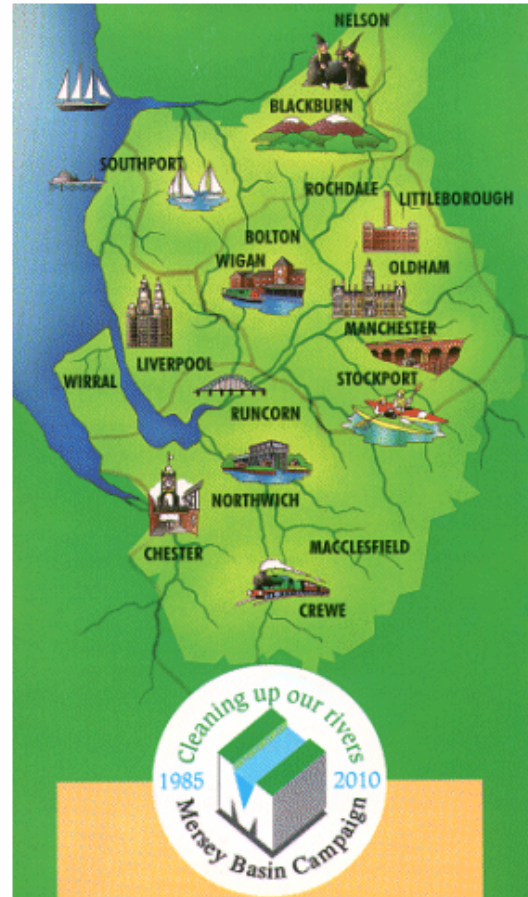 NELSON
BLACKBURN
SOUTHPORT
ROCHDALE
LITTLEBOROUGH
BOLTON
WIGAN
OLDHAM
MANCHESTER
LIVERPOOL
WIRRAL
STOCKPORT
RUNCORN
NORTHWICH
CHESTER
MACCLESFIELD
CREWE
Cleaning up our rivers
1985 2010
Mersey Basin Campaign